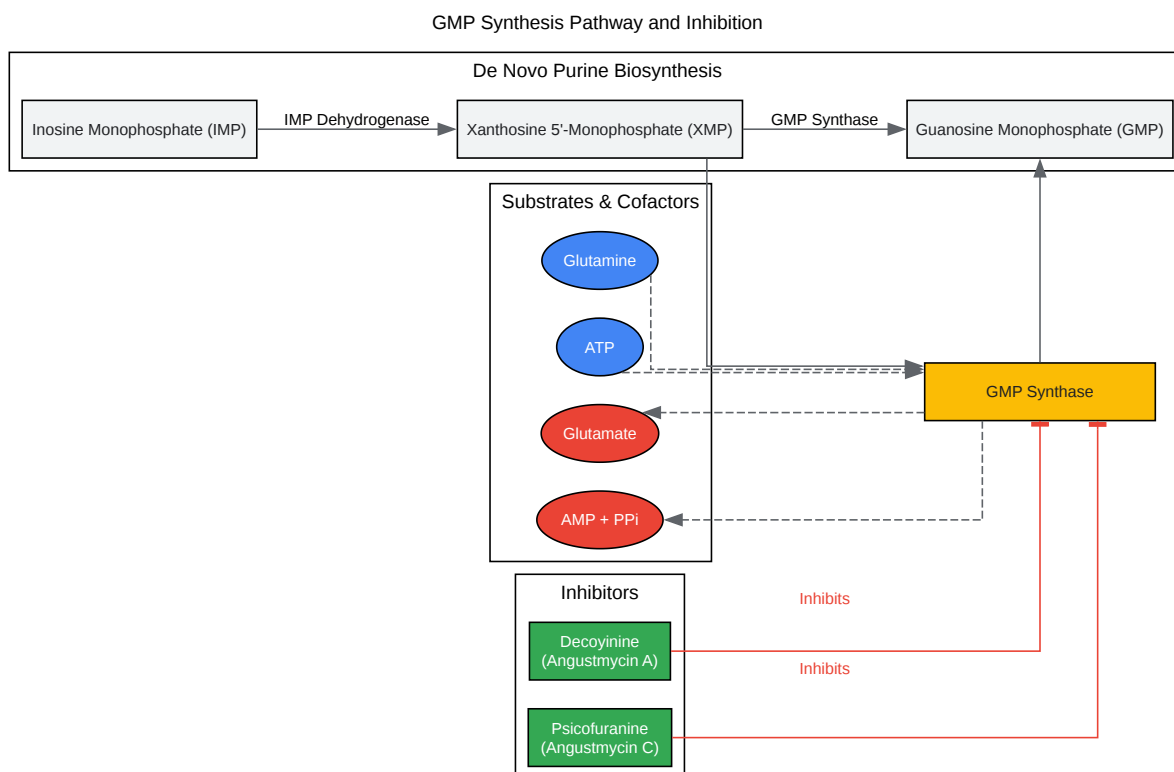 GMP Synthesis Pathway and Inhibition
De Novo Purine Biosynthesis
Inosine Monophosphate (IMP)
IMP Dehydrogenase
Xanthosine 5'-Monophosphate (XMP)
GMP Synthase
Guanosine Monophosphate (GMP)
Substrates & Cofactors
Glutamine
ATP
GMP Synthase
Glutamate
AMP + PPi
Inhibitors
Inhibits
Decoyinine
(Angustmycin A)
Inhibits
Psicofuranine
(Angustmycin C)